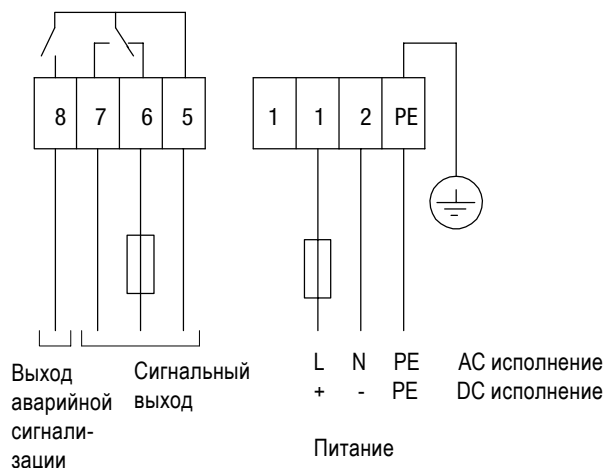 8 7 6 5
1 1 2 PE
L N PE AC исполнение
+ - PE DC исполнение
Питание
Выход
аварийной
сигнали-
зации
Сигнальный
выход